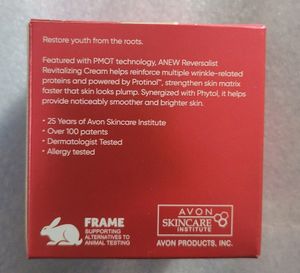 Restore youth from the roots.
Featured with PMOT technology, ANEW Reversalist
Revitalizing Cream helps reinforce multiple wrinkle-related
proteins and powered by Protinol™, strengthen skin matrix
faster that skin looks plump. Synergized with Phytol, it helps
provide noticeably smoother and brighter skin.
• 25 Years of Avon Skincare Institute
• Over 100 patents
• Dermatologist Tested
• Allergy tested
FRAME
SUPPORTING
ALTERNATIVES TO
ANIMAL TESTING
AVON
SKINCARE
INSTITUTE
AVON PRODUCTS, INC.